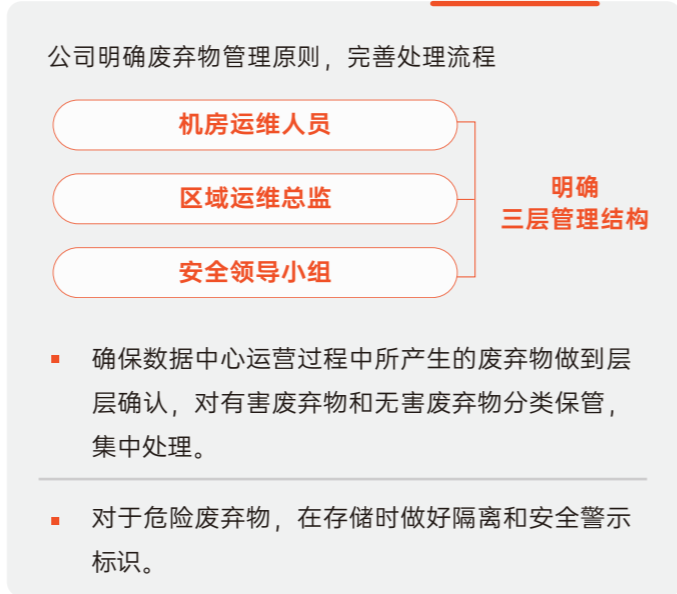 公司明确废弃物管理原则，完善处理流程
机房运维人员
区域运维总监
安全领导小组
明确
三层管理结构
确保数据中心运营过程中所产生的废弃物做到层
层确认，对有害废弃物和无害废弃物分类保管，
集中处理。
对于危险废弃物，在存储时做好隔离和安全警示
标识。